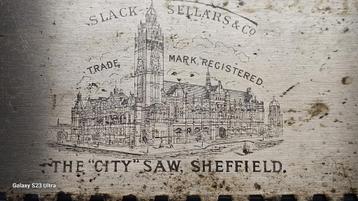 SLACK SELLARS & CO
TRADE MARK, REGISTERED
THE "CITY" SAW, SHEFFIELD.
Galaxy S23 Ultra